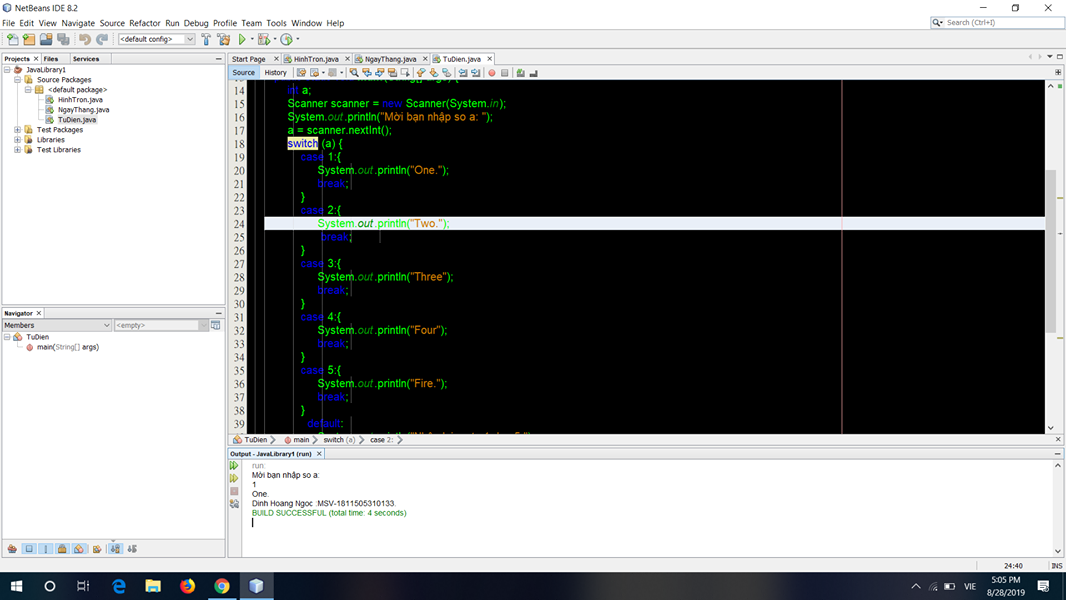 NetBeans IDE 8.2
File Edit View Navigate Source Refactor Run Debug Profile Team Tools Window Help
Search (Ctrl+I)
<default config>
Projects Files Services
JavaLibrary1
Source Packages
<default package>
HinhTron.java
NgayThang.java
TuDien.java
Test Packages
Libraries
Test Libraries
Navigator
Members <empty>
TuDien
main(String[] args)
Start Page HinhTron.java NgayThang.java TuDien.java
Source History
14 int a;
15 Scanner scanner = new Scanner(System.in);
16 System.out.println("Mời bạn nhập so a: ");
17 a = scanner.nextInt();
18 switch (a) {
19 case 1:{
20 System.out.println("One.");
21 break;
22 }
23 case 2:{
24 System.out.println("Two.");
25 break;
26 }
27 case 3:{
28 System.out.println("Three");
29 break;
30 }
31 case 4:{
32 System.out.println("Four");
33 break;
34 }
35 case 5:{
36 System.out.println("Fire.");
37 break;
38 }
39 default:
TuDien main switch (a) case 2:
Output - JavaLibrary1 (run)
run:
Mời bạn nhập so a:
1
One.
Dinh Hoang Ngoc :MSV-1811505310133.
BUILD SUCCESSFUL (total time: 4 seconds)
24:40 INS
VIE
5:05 PM
8/28/2019